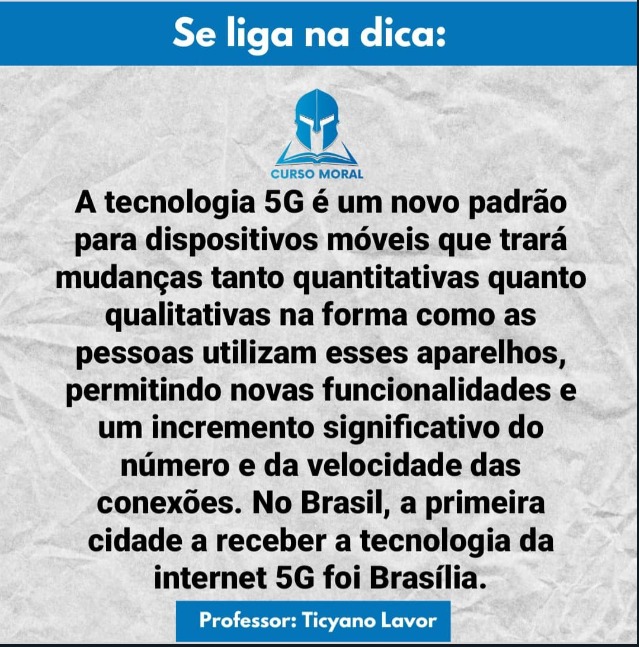 Se liga na dica:
CURSO MORAL
A tecnologia 5G é um novo padrão
para dispositivos móveis que trará
mudanças tanto quantitativas quanto
qualitativas na forma como as
pessoas utilizam esses aparelhos,
permitindo novas funcionalidades e
um incremento significativo do
número e da velocidade das
conexões. No Brasil, a primeira
cidade a receber a tecnologia da
internet 5G foi Brasília.
Professor: Ticyano Lavor